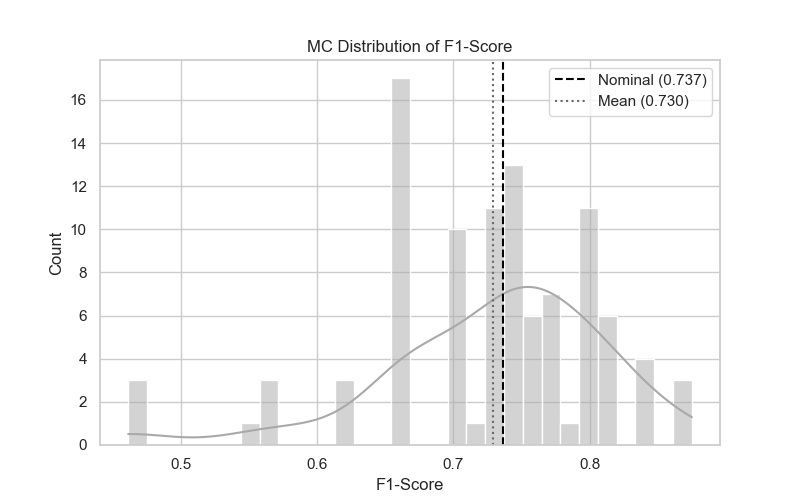 MC Distribution of F1-Score
Nominal (0.737)
Mean (0.730)
16
14
12
10
8
6
4
2
0
Count
0.5 0.6 0.7 0.8
F1-Score